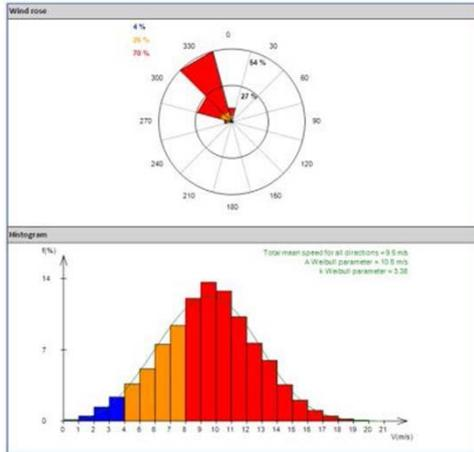 Wind rose
4 %
26 %
70 %
0
30
60
90
120
150
180
210
240
270
300
330
54 %
27 %
Histogram
f(%)
Total mean speed for all directions = 9.5 m/s
A Weibull parameter = 10.5 m/s
k Weibull parameter = 3.38
14
7
0
0 1 2 3 4 5 6 7 8 9 10 11 12 13 14 15 16 17 18 19 20 21
V(m/s)